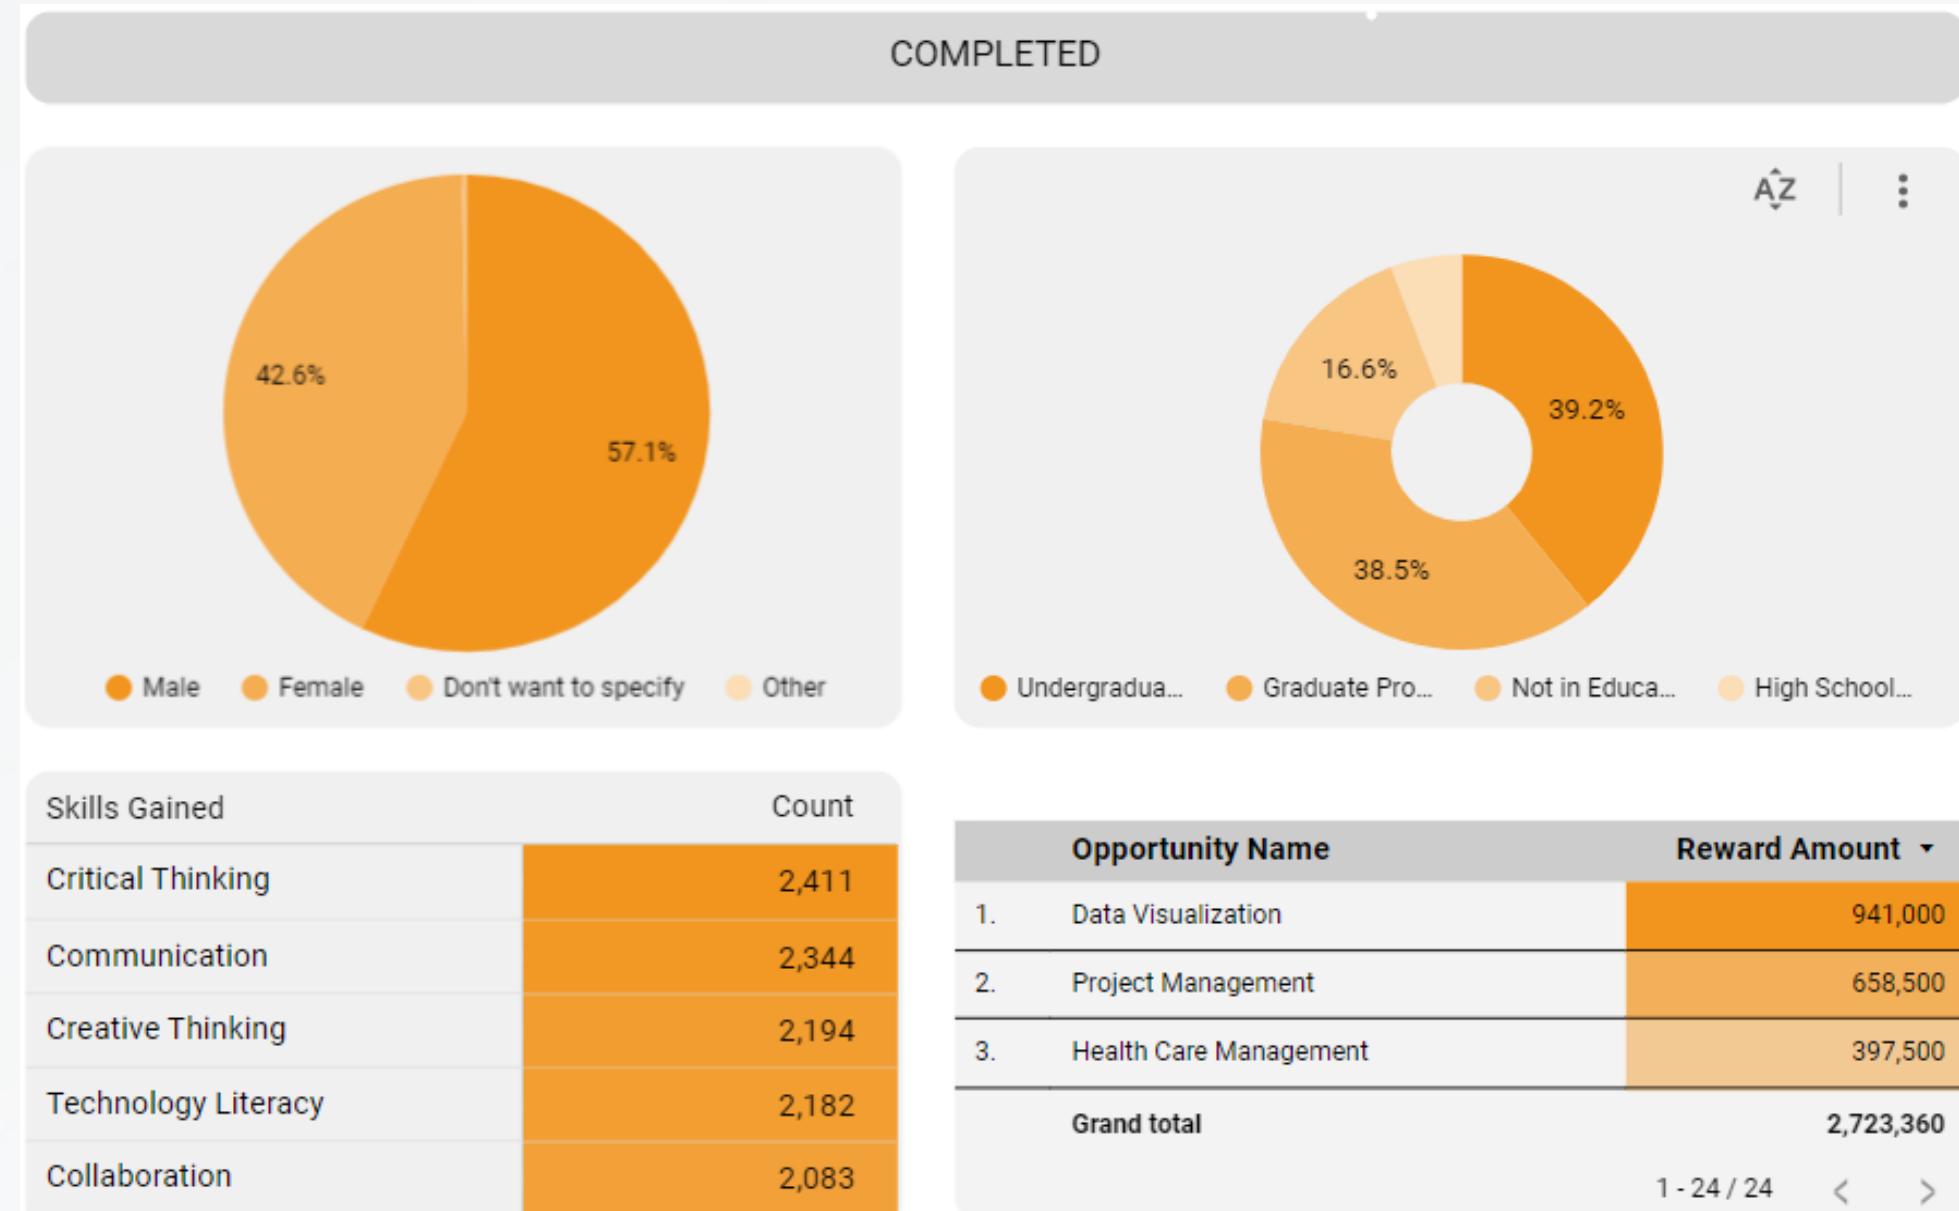 COMPLETED
42.6%
57.1%
Male Female Don't want to specify Other
AZ
16.6%
39.2%
38.5%
Undergradua... Graduate Pro... Not in Educa... High School...
Skills Gained Count
Critical Thinking 2,411
Communication 2,344
Creative Thinking 2,194
Technology Literacy 2,182
Collaboration 2,083
Opportunity Name Reward Amount
1. Data Visualization 941,000
2. Project Management 658,500
3. Health Care Management 397,500
Grand total 2,723,360
1 - 24 / 24 < >